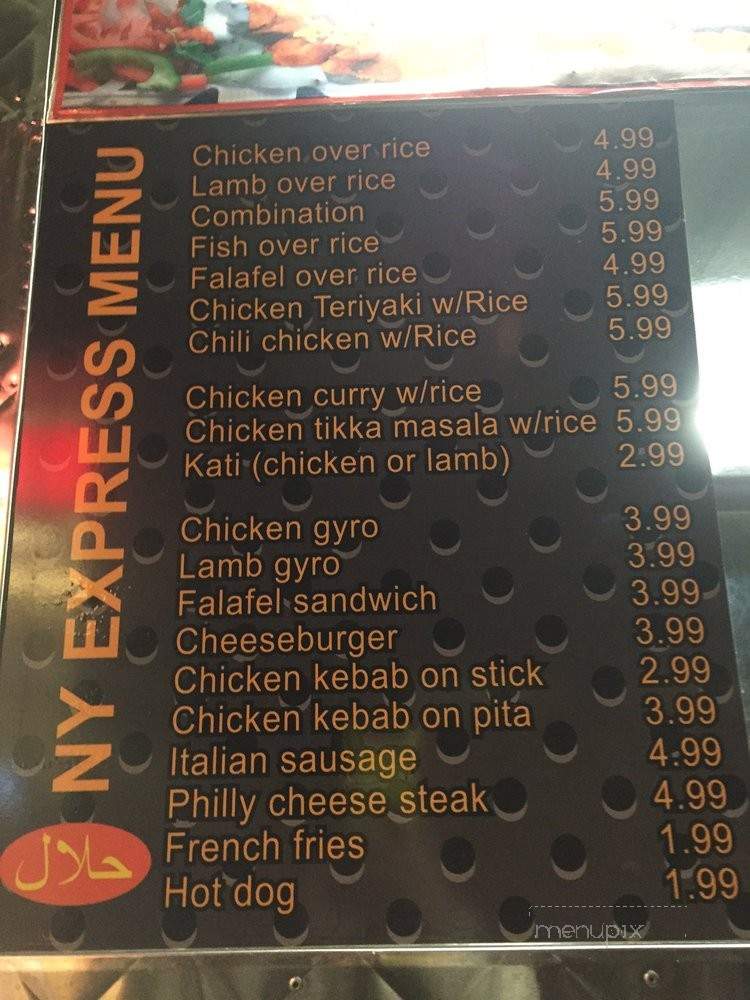 NY EXPRESS MENU
Chicken over rice 4.99
Lamb over rice 4.99
Combination 5.99
Fish over rice 5.99
Falafel over rice 4.99
Chicken Teriyaki w/Rice 5.99
Chili chicken w/Rice 5.99
Chicken curry w/rice 5.99
Chicken tikka masala w/rice 5.99
Kati (chicken or lamb) 2.99
Chicken gyro 3.99
Lamb gyro 3.99
Falafel sandwich 3.99
Cheeseburger 3.99
Chicken kebab on stick 2.99
Chicken kebab on pita 3.99
Italian sausage 4.99
Philly cheese steak 4.99
French fries 1.99
Hot dog 1.99
حلال
menupix